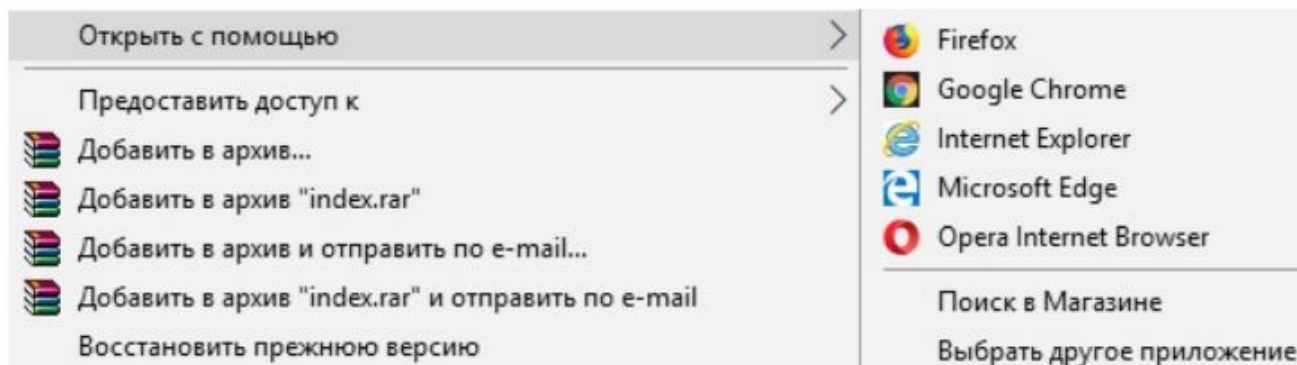 Открыть с помощью
Предоставить доступ к
Добавить в архив...
Добавить в архив "index.rar"
Добавить в архив и отправить по e-mail...
Добавить в архив "index.rar" и отправить по e-mail
Восстановить прежнюю версию
Firefox
Google Chrome
Internet Explorer
Microsoft Edge
Opera Internet Browser
Поиск в Магазине
Выбрать другое приложение